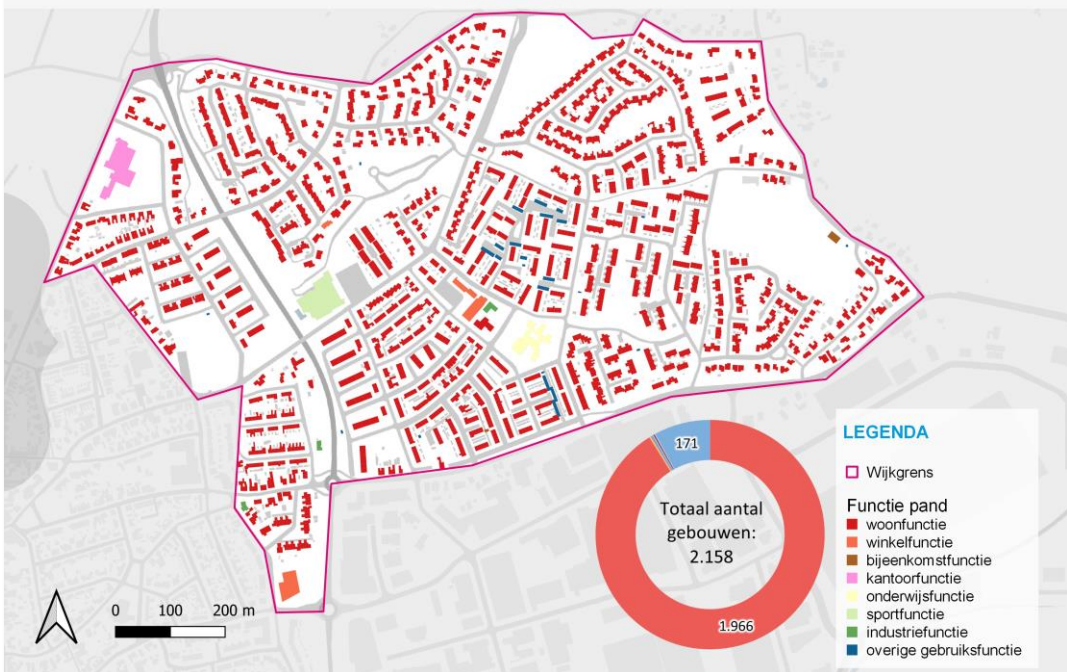 171
Totaal aantal
gebouwen:
2.158
1.966
LEGENDA
Wijkgrens
Functie pand
woonfunctie
winkelfunctie
bijeenkomstfunctie
kantoorfunctie
onderwijsfunctie
sportfunctie
industriefunctie
overige gebruiksfunctie
0 100 200 m